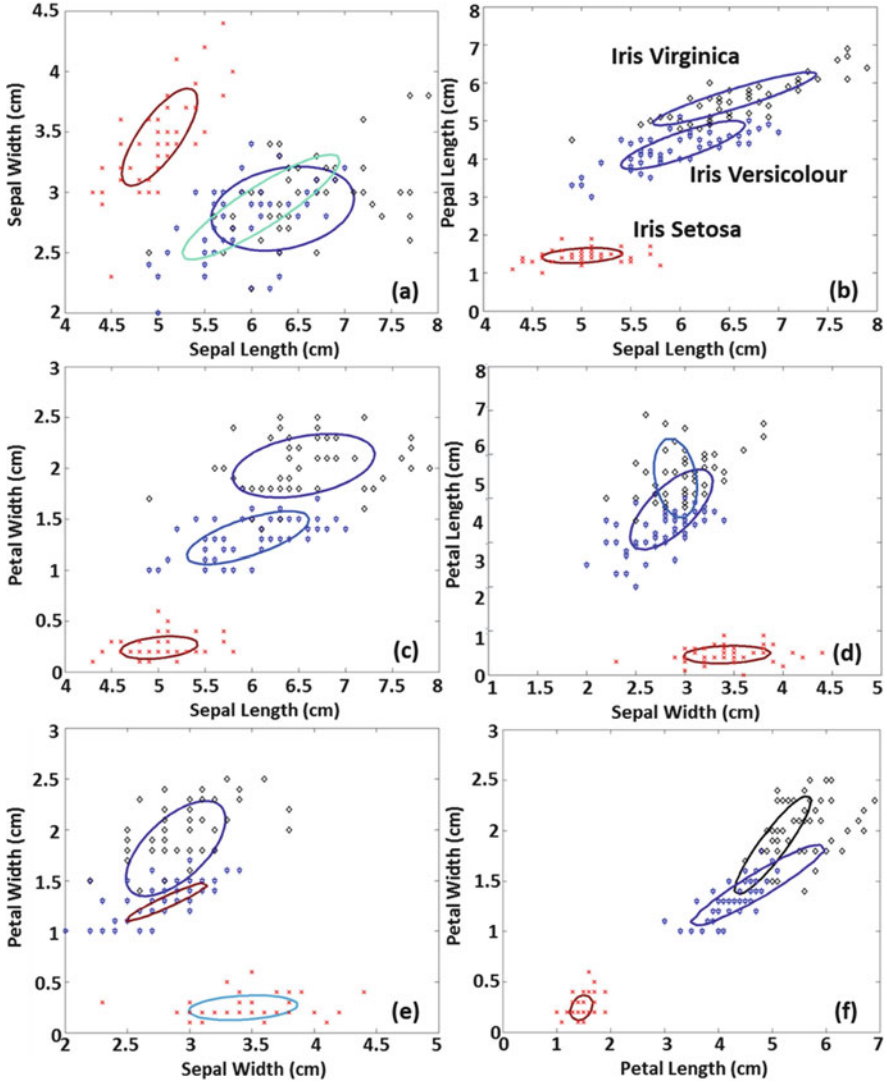 4.5
4
3.5
3
2.5
2
4 4.5 5 5.5 6 6.5 7 7.5 8
Sepal Width (cm)
Sepal Length (cm)
(a)
8
7
6
5
4
3
2
1
0
4 4.5 5 5.5 6 6.5 7 7.5 8
Pepal Length (cm)
Sepal Length (cm)
Iris Virginica
Iris Versicolour
Iris Setosa
(b)
3
2.5
2
1.5
1
0.5
0
4 4.5 5 5.5 6 6.5 7 7.5 8
Petal Width (cm)
Sepal Length (cm)
(c)
8
7
6
5
4
3
2
1
0
1 1.5 2 2.5 3.0 3.5 4 4.5 5
Petal Length (cm)
Sepal Width (cm)
(d)
3
2.5
2
1.5
1
0.5
0
2 2.5 3 3.5 4 4.5 5
Petal Width (cm)
Sepal Width (cm)
(e)
3
2.5
2
1.5
1
0.5
0
0 1 2 3 4 5 6 7
Petal Width (cm)
Petal Length (cm)
(f)